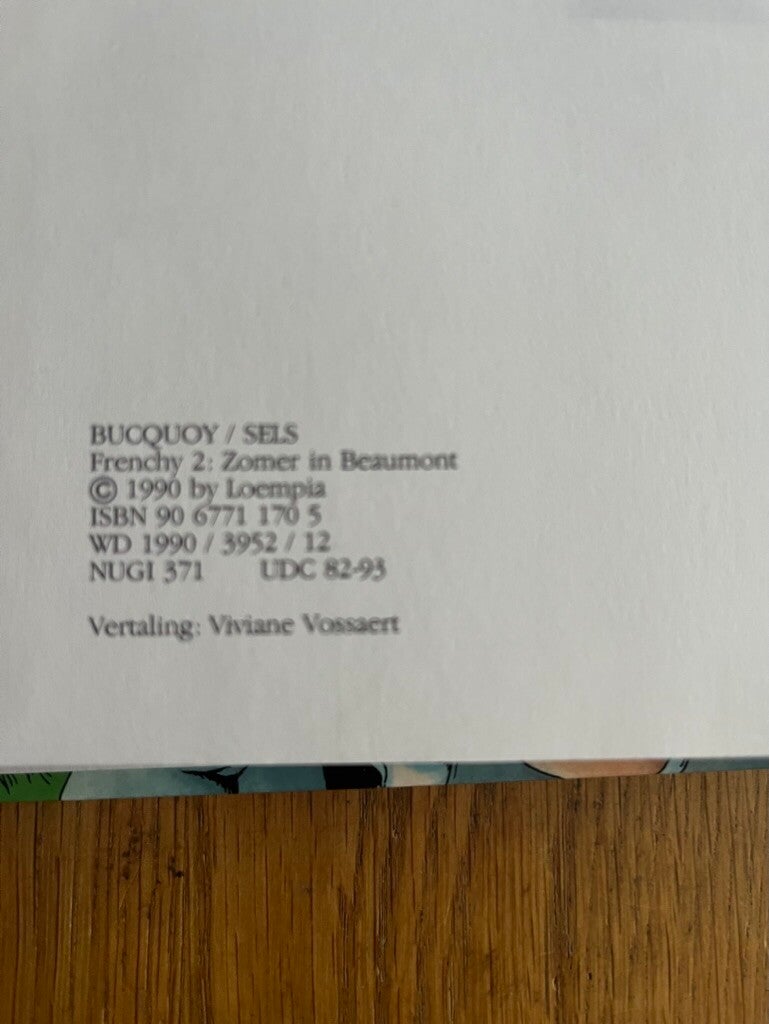 BUCQUOY / SELS
Frenchy 2: Zomer in Beaumont
© 1990 by Loempia
ISBN 90 6771 170 5
WD 1990 / 3952 / 12
NUGI 371 UDC 82-93
Vertaling: Viviane Vossaert